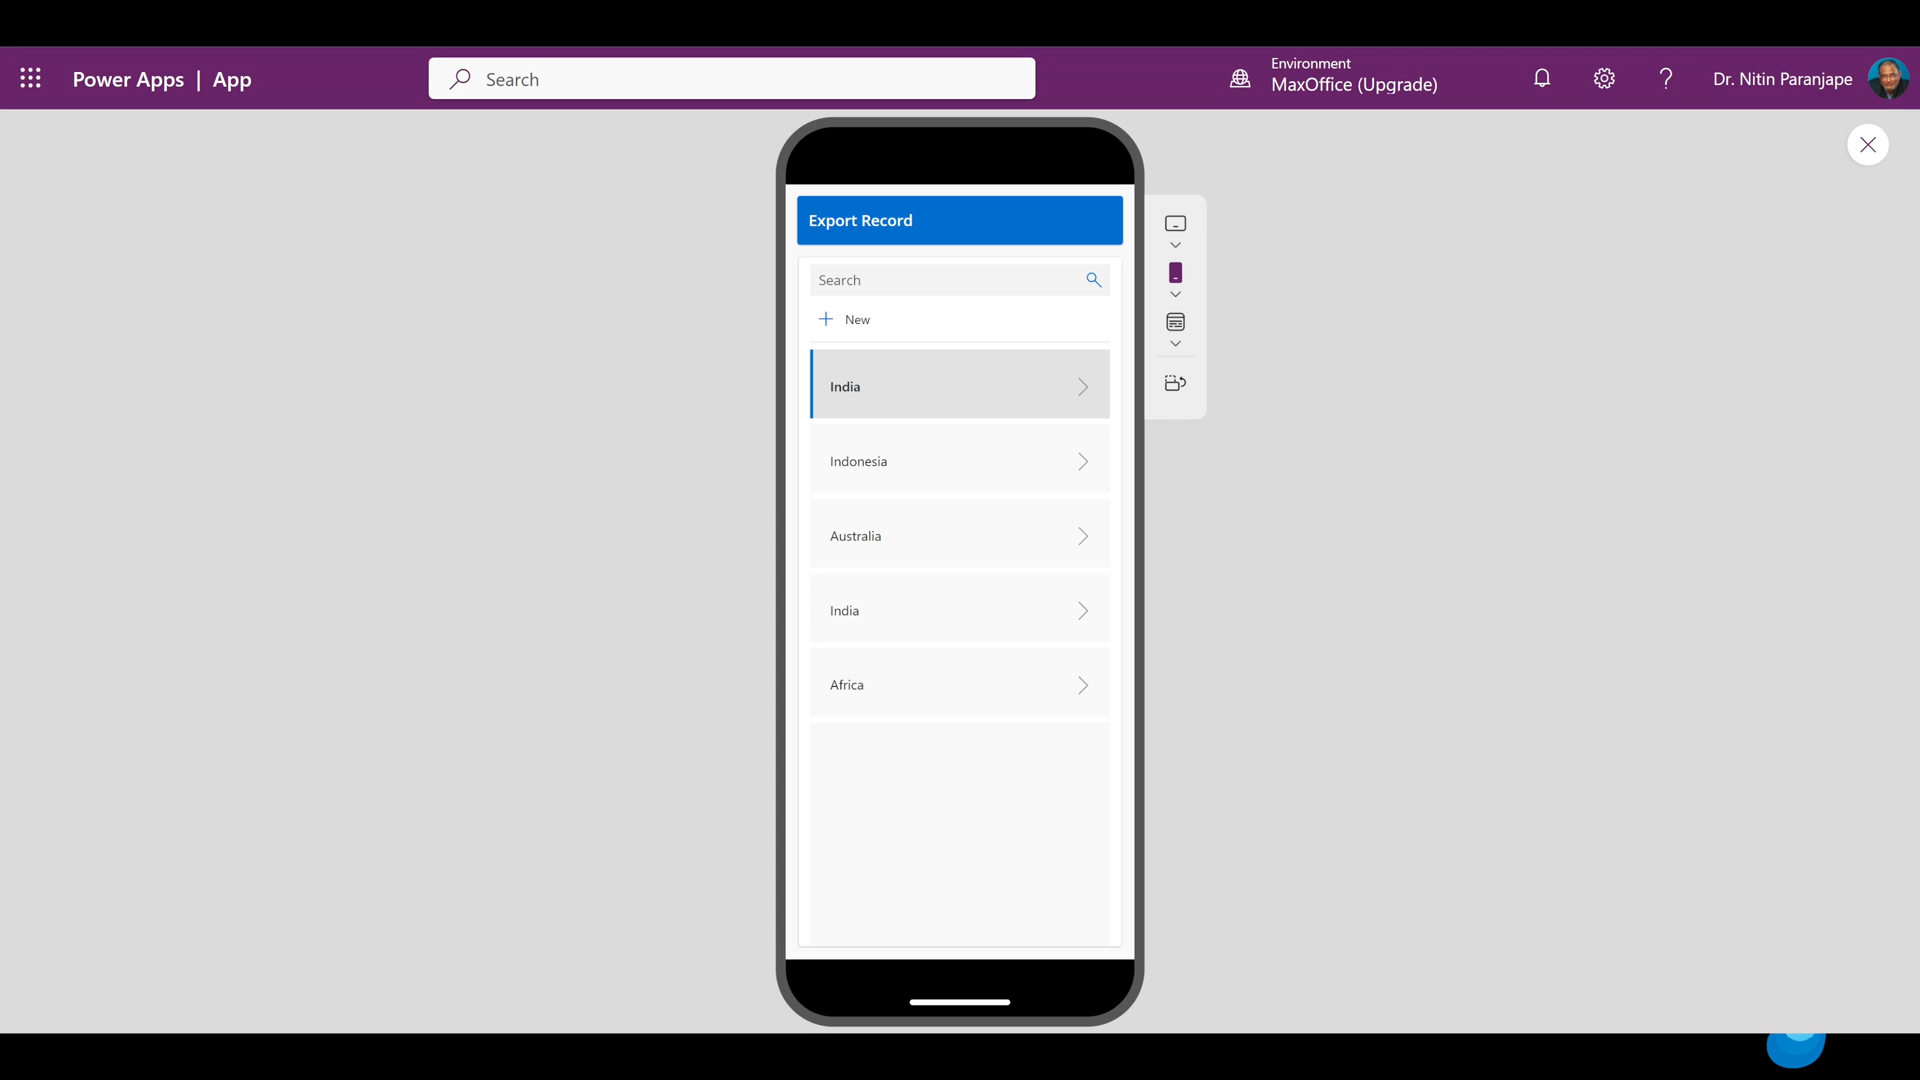 Power Apps | App
Search
Environment
MaxOffice (Upgrade)
Dr. Nitin Paranjape
Export Record
Search
New
India
Indonesia
Australia
India
Africa